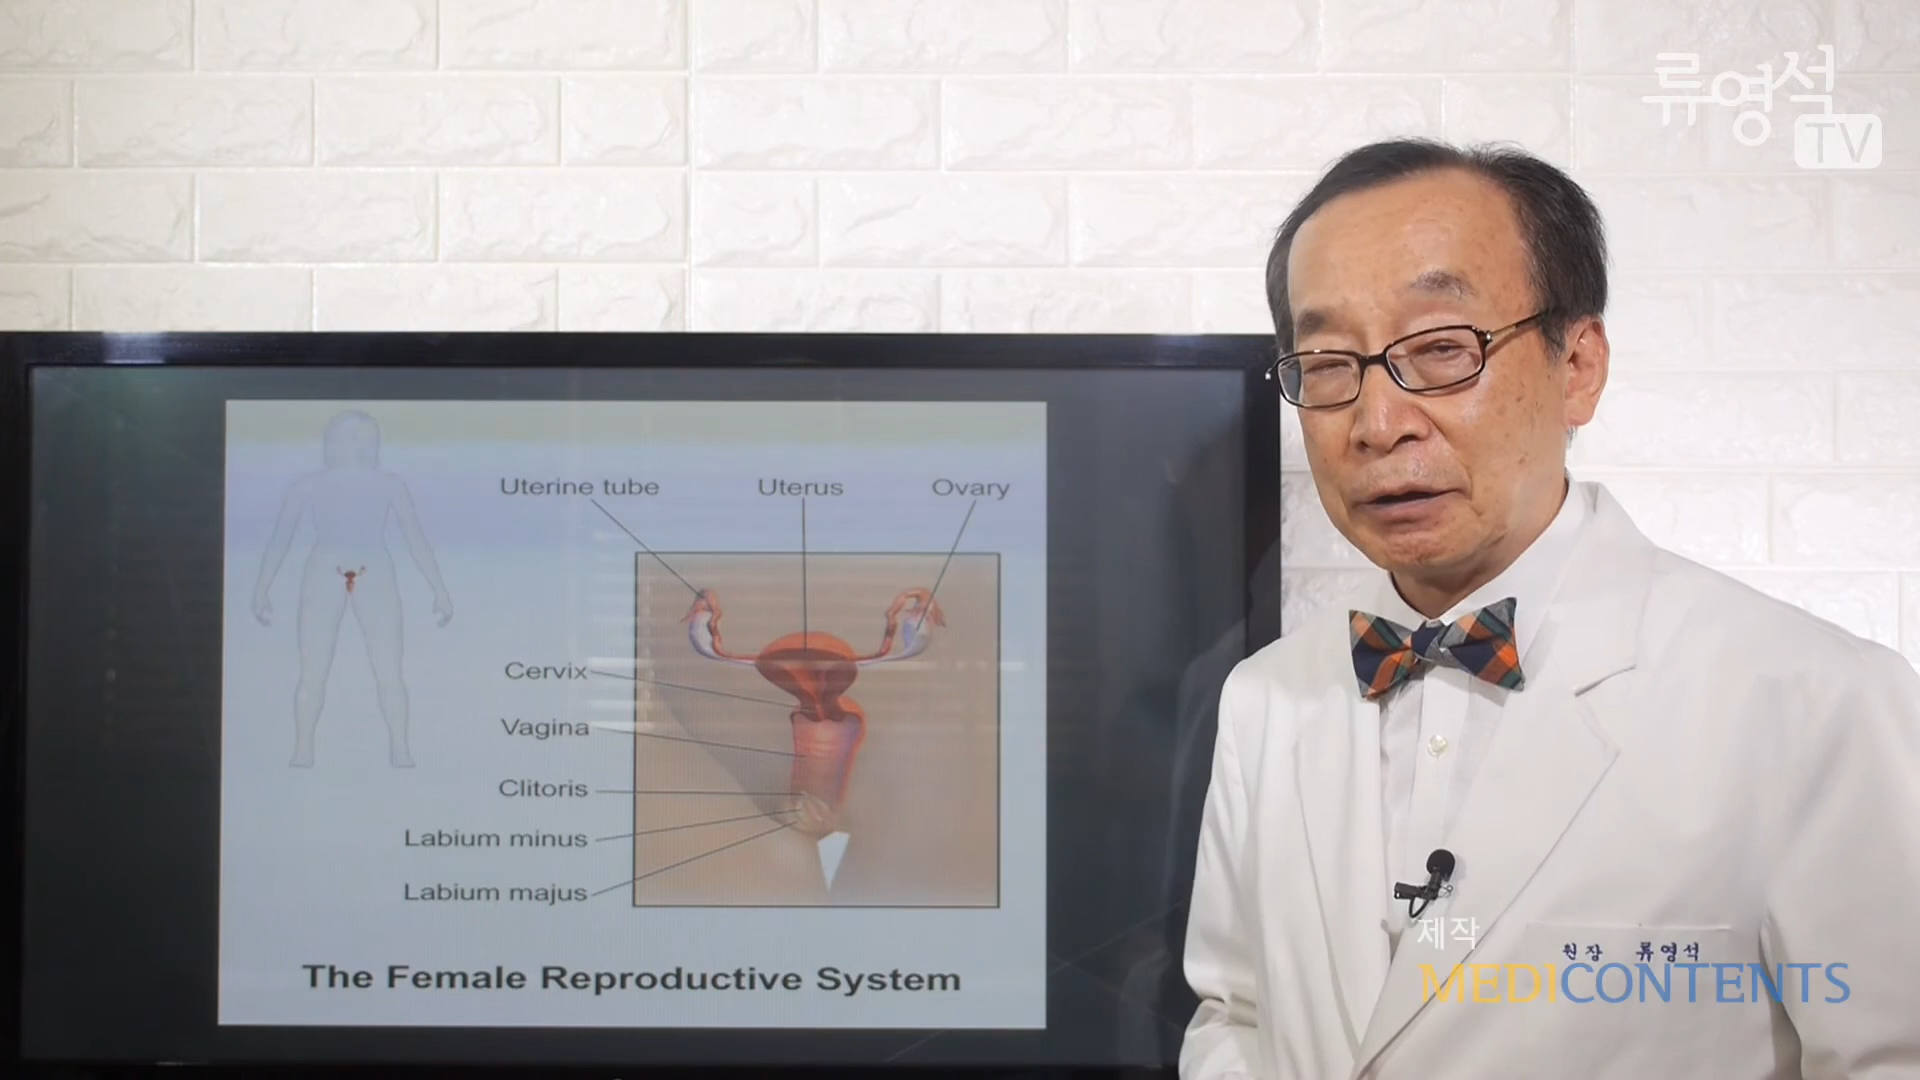 류영석
TV
Uterine tube
Uterus
Ovary
Cervix
Vagina
Clitoris
Labium minus
Labium majus
The Female Reproductive System
제작
원장 류영석
MEDICONTENTS